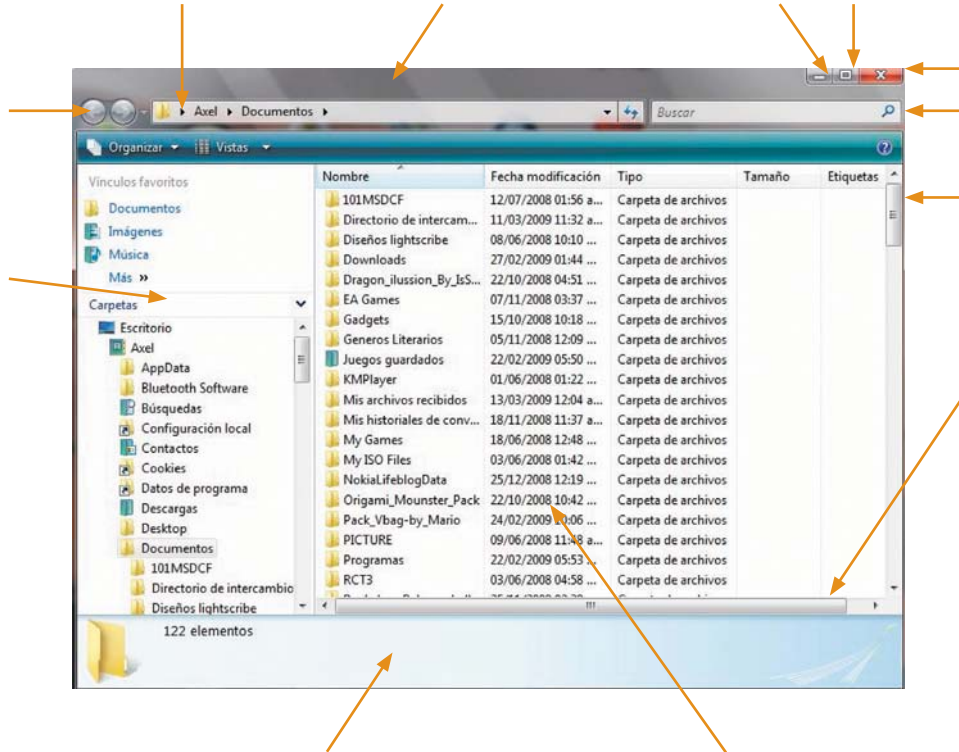 Axel Documentos
Buscar
Organizar Vistas
Vínculos favoritos
Documentos
Imágenes
Música
Más »
Carpetas
Escritorio
Axel
AppData
Bluetooth Software
Búsquedas
Configuración local
Contactos
Cookies
Datos de programa
Descargas
Desktop
Documentos
101MSDCF
Directorio de intercambio
Diseños lightscribe
Nombre Fecha modificación Tipo Tamaño Etiquetas
101MSDCF 12/07/2008 01:56 a... Carpeta de archivos
Directorio de intercam... 11/03/2009 11:32 a... Carpeta de archivos
Diseños lightscribe 08/06/2008 10:10 ... Carpeta de archivos
Downloads 27/02/2009 01:44 ... Carpeta de archivos
Dragon_ilussion_By_IsS... 22/10/2008 04:51 ... Carpeta de archivos
EA Games 07/11/2008 03:37 ... Carpeta de archivos
Gadgets 15/10/2008 10:18 ... Carpeta de archivos
Generos Literarios 05/11/2008 12:09 ... Carpeta de archivos
Juegos guardados 22/02/2009 05:50 ... Carpeta de archivos
KMPlayer 01/06/2008 01:22 ... Carpeta de archivos
Mis archivos recibidos 13/03/2009 12:04 a... Carpeta de archivos
Mis historiales de conv... 18/11/2008 11:37 a... Carpeta de archivos
My Games 18/06/2008 12:48 ... Carpeta de archivos
My ISO Files 03/06/2008 01:42 ... Carpeta de archivos
NokiaLifeblogData 25/12/2008 12:19 ... Carpeta de archivos
Origami_Mounster_Pack 22/10/2008 10:42 ... Carpeta de archivos
Pack_Vbag-by_Mario 24/02/2009 10:06 ... Carpeta de archivos
PICTURE 09/06/2008 11:48 a... Carpeta de archivos
Programas 22/02/2009 05:53 ... Carpeta de archivos
RCT3 03/06/2008 04:58 ... Carpeta de archivos
122 elementos